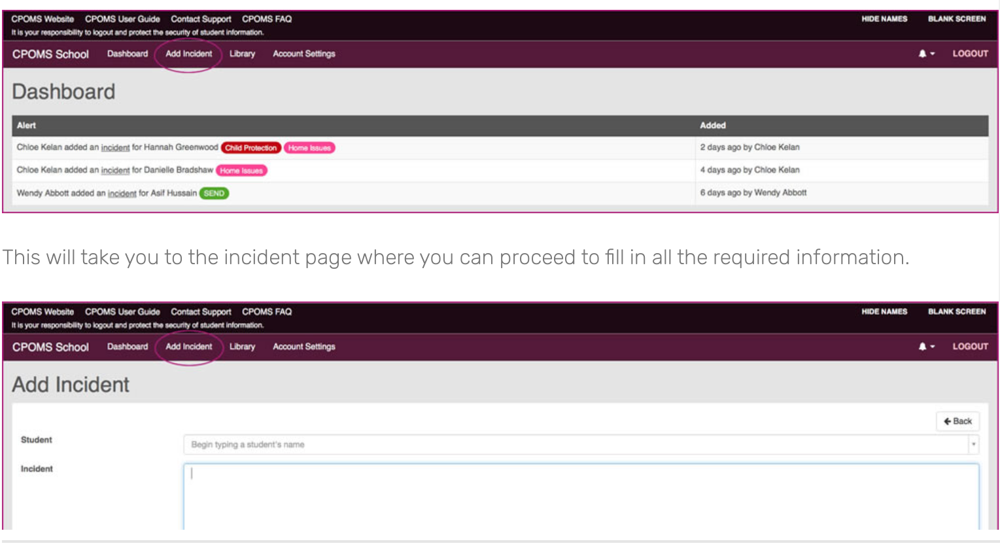 CPOMS Website CPOMS User Guide Contact Support CPOMS FAQ HIDE NAMES BLANK SCREEN
It is your responsibility to logout and protect the security of student information.
CPOMS School Dashboard Add Incident Library Account Settings LOGOUT
Dashboard
Alert Added
Chloe Kelan added an incident for Hannah Greenwood Child Protection Home Issues 2 days ago by Chloe Kelan
Chloe Kelan added an incident for Danielle Bradshaw Home Issues 4 days ago by Chloe Kelan
Wendy Abbott added an incident for Asif Hussain SEND 6 days ago by Wendy Abbott
This will take you to the incident page where you can proceed to fill in all the required information.
CPOMS Website CPOMS User Guide Contact Support CPOMS FAQ HIDE NAMES BLANK SCREEN
It is your responsibility to logout and protect the security of student information.
CPOMS School Dashboard Add Incident Library Account Settings LOGOUT
Add Incident
Back
Student Begin typing a student's name
Incident